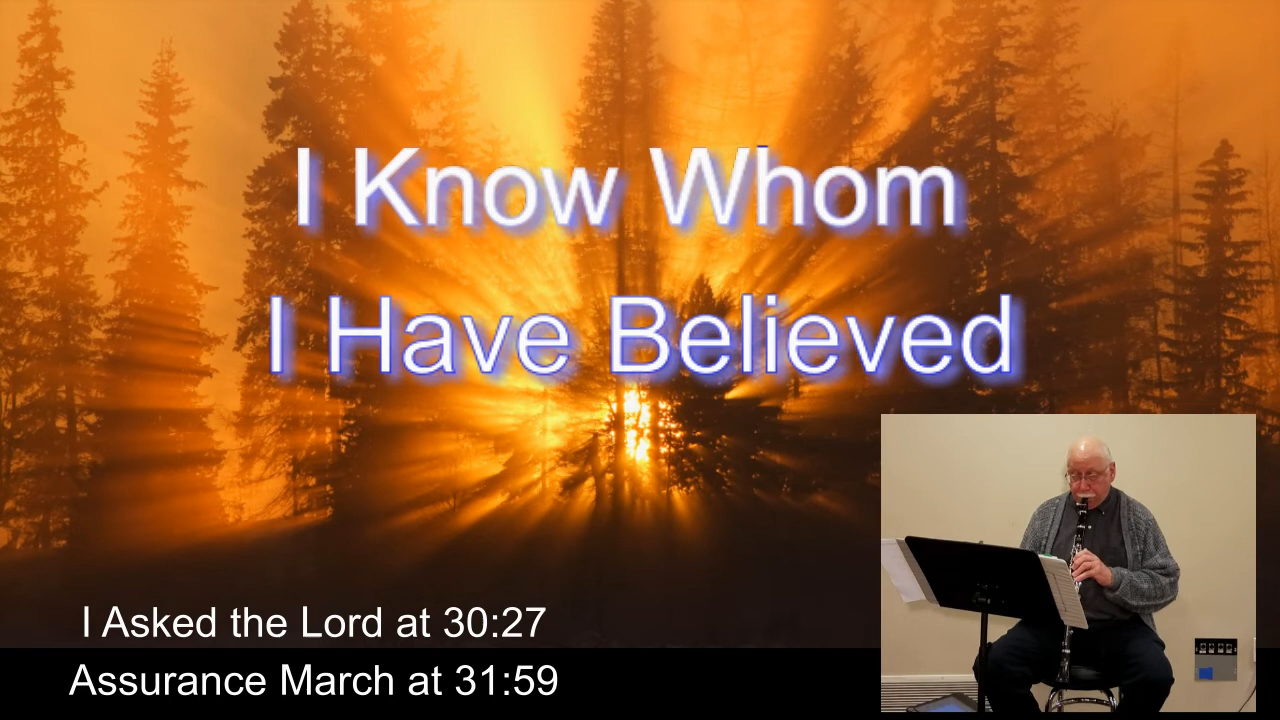 I Know Whom
I Have Believed
I Asked the Lord at 30:27
Assurance March at 31:59